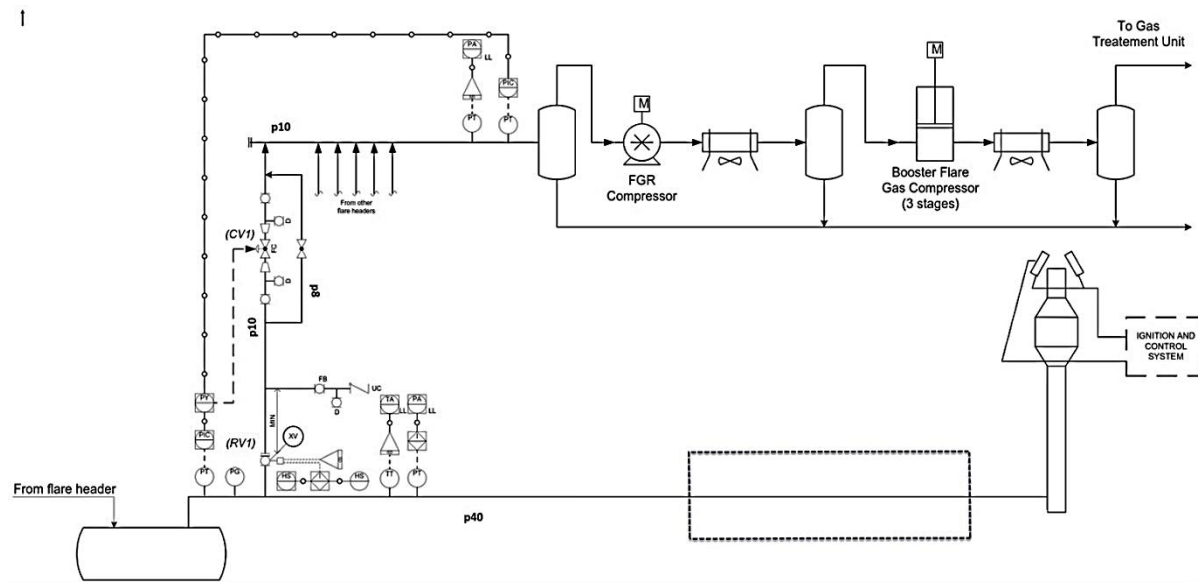 To Gas
Treatement Unit
PA
LL
PIC
M
M
PT
PT
p10
FGR
Compressor
Booster Flare
Gas Compressor
(3 stages)
From other
flare headers
D
(CV1)
FC
D
p8
p10
IGNITION AND
CONTROL
SYSTEM
FB
UC
D
PY
MIN
TA
LL
PA
LL
XV
(RV1)
PIC
I
HS
I
HS
PT
PG
TT
PT
From flare header
p40